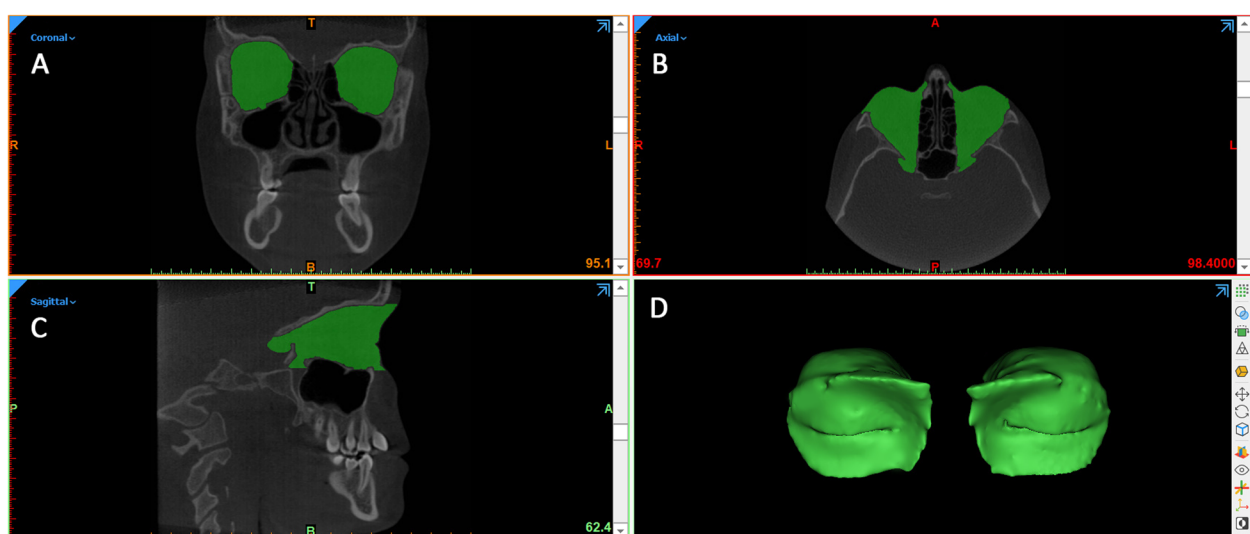 T
Coronal
A
R
L
B
95.1
A
Axial
B
R
L
69.7
P
98.4000
T
Sagittal
C
P
A
B
62.4
D